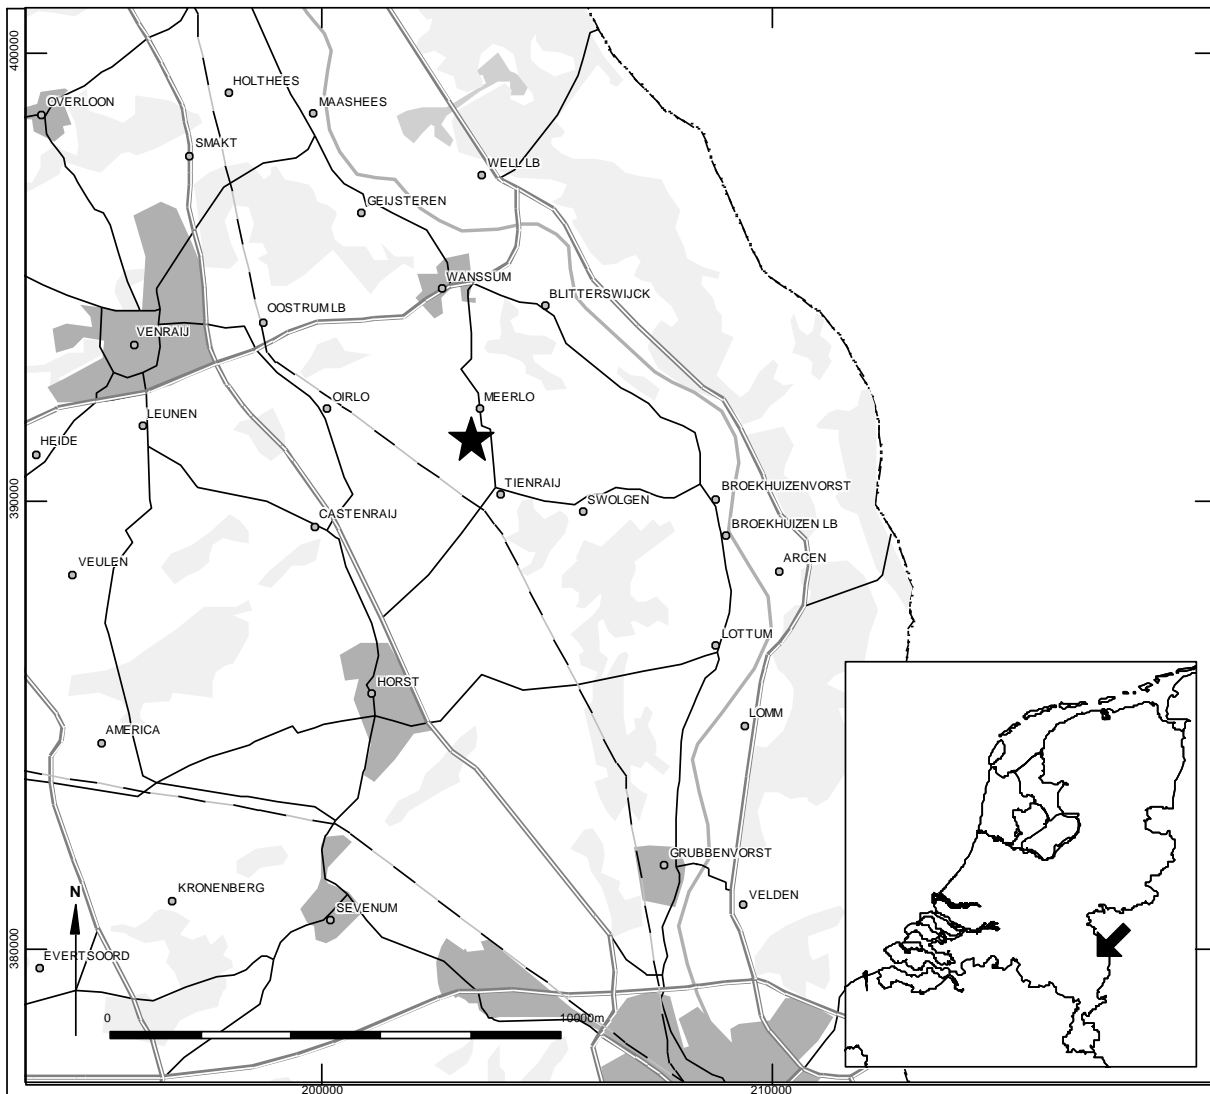 400000
HOLTHEES
OVERLOON
MAASHEES
SMAKT
WELL LB
GEIJSTEREN
WANSSUM
BLITTERSWIJCK
OOSTRUM LB
VENRAIJ
OIRLO
MEERLO
LEUNEN
HEIDE
TIENRAIJ
BROEKHUIZENVORST
390000
SWOLGEN
CASTENRAIJ
BROEKHUIZEN LB
ARCEN
VEULEN
LOTTUM
HORST
LOMM
AMERICA
GRUBBENVORST
KRONENBERG
N
VELDEN
SEVENUM
380000
EVERTSOORD
0
10000m
200000
210000